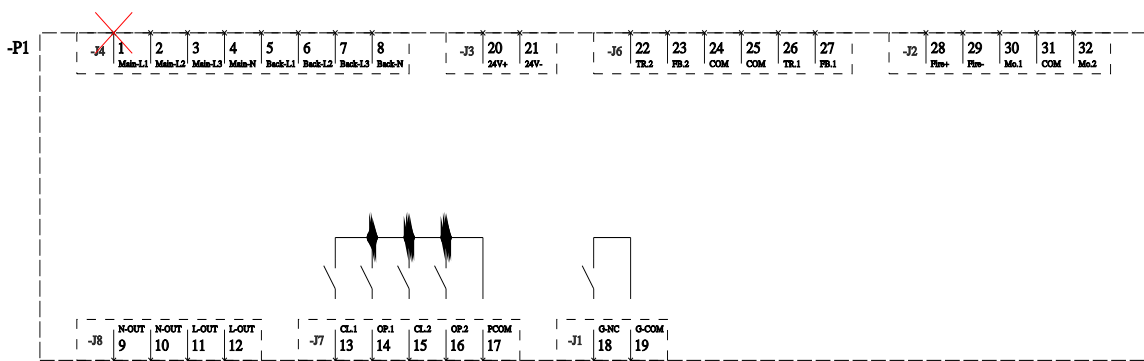 -P1
-J4 1 2 3 4 5 6 7 8 -J3 20 21 -J6 22 23 24 25 26 27 -J2 28 29 30 31 32
Main-L1 Main-L2 Main-L3 Main-N Back-L1 Back-L2 Back-L3 Back-N 24V+ 24V- TR.2 FB.2 COM COM TR.1 FB.1 Fire+ Fire- Mo.1 COM Mo.2
N-OUT N-OUT L-OUT L-OUT CL.1 OP.1 CL.2 OP.2 PCOM G-NC G-COM
-J8 9 10 11 12 -J7 13 14 15 16 17 -J1 18 19